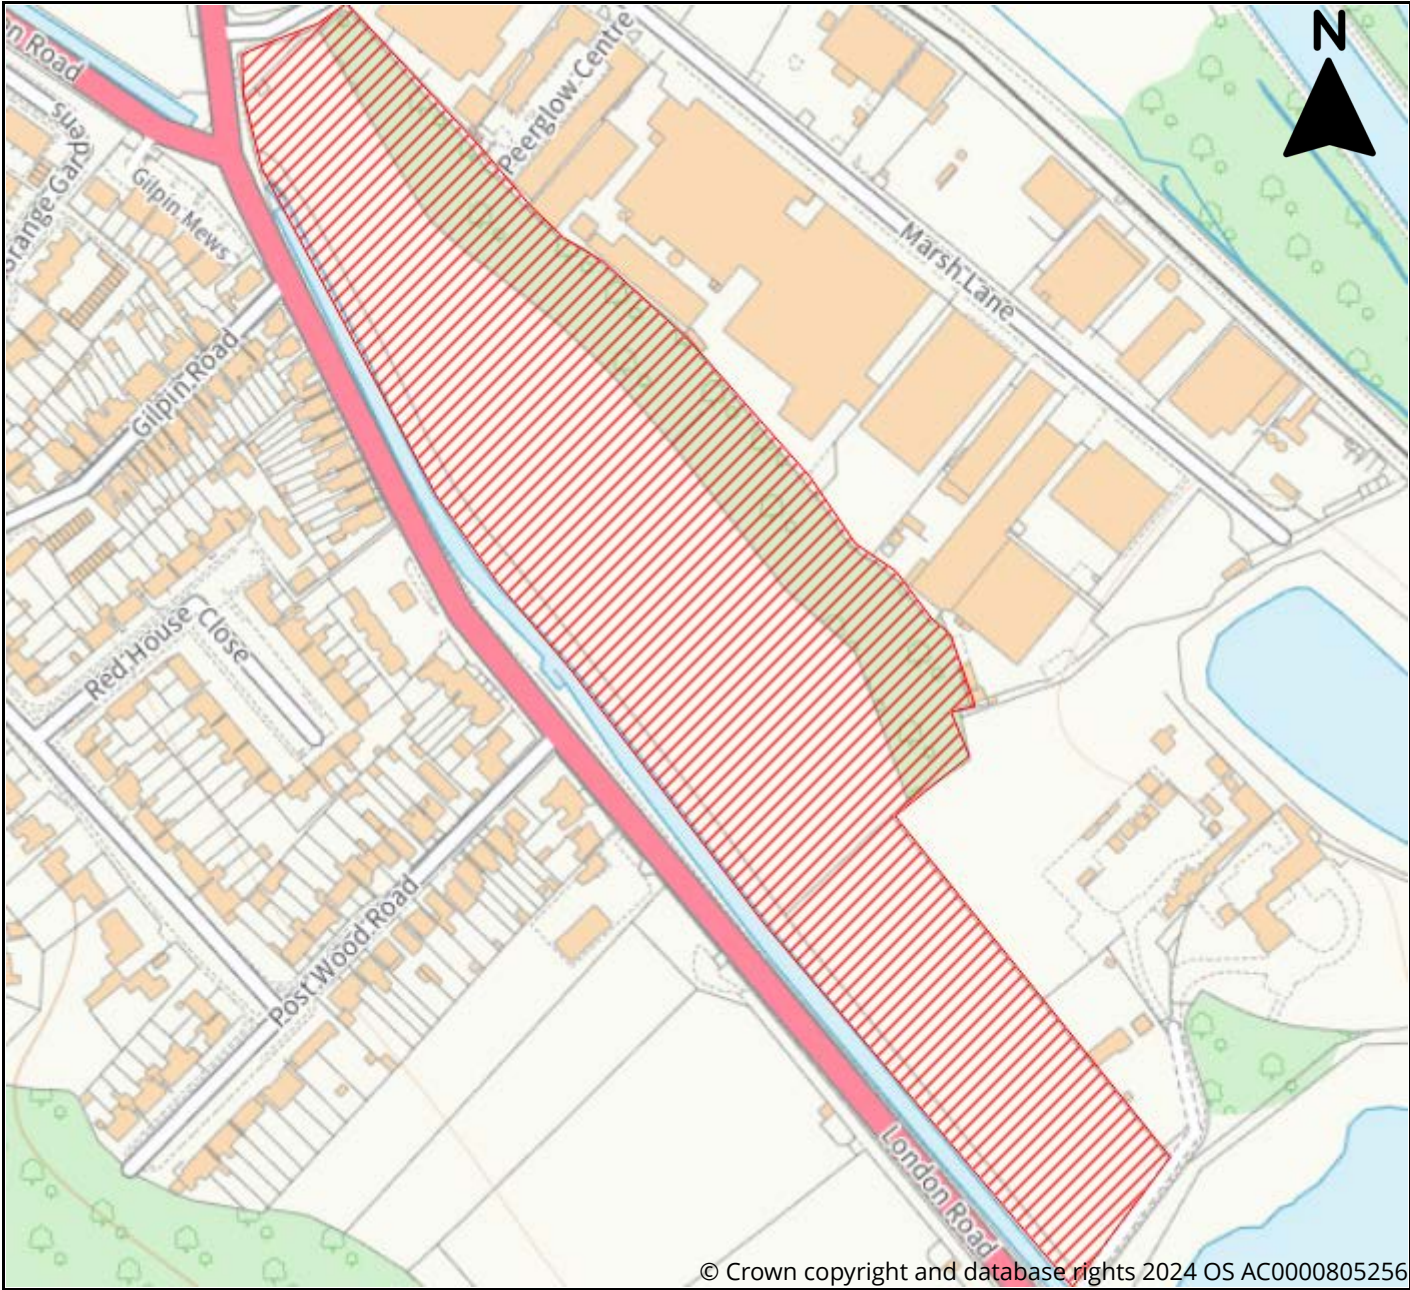 N
on Road
Grange Gardens
Gilpin Mews
Peerglow Centre
Marsh Lane
Gilpin Road
Red House
Close
Post Wood Road
London Road
© Crown copyright and database rights 2024 OS AC0000805256